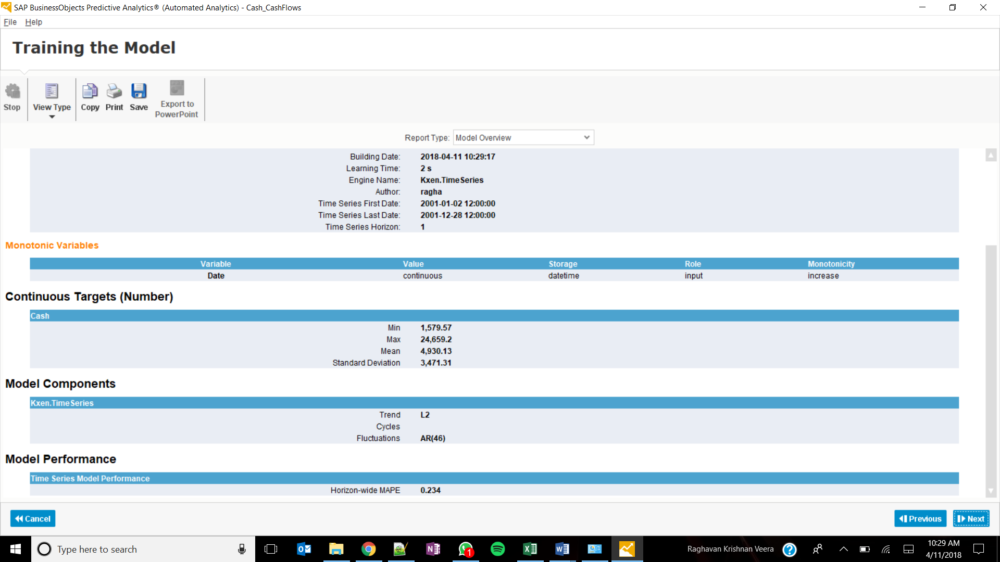 SAP BusinessObjects Predictive Analytics® (Automated Analytics) - Cash_CashFlows
File Help
Training the Model
Stop
View Type
Copy
Print
Save
Export to
PowerPoint
Report Type: Model Overview
Building Date: 2018-04-11 10:29:17
Learning Time: 2 s
Engine Name: Kxen.TimeSeries
Author: ragha
Time Series First Date: 2001-01-02 12:00:00
Time Series Last Date: 2001-12-28 12:00:00
Time Series Horizon: 1
Monotonic Variables
Variable Value Storage Role Monotonicity
Date continuous datetime input increase
Continuous Targets (Number)
Cash
Min 1,579.57
Max 24,659.2
Mean 4,930.13
Standard Deviation 3,471.31
Model Components
Kxen.TimeSeries
Trend L2
Cycles
Fluctuations AR(46)
Model Performance
Time Series Model Performance
Horizon-wide MAPE 0.234
Cancel
Previous
Next
Type here to search
1
Raghavan Krishnan Veera
10:29 AM
4/11/2018